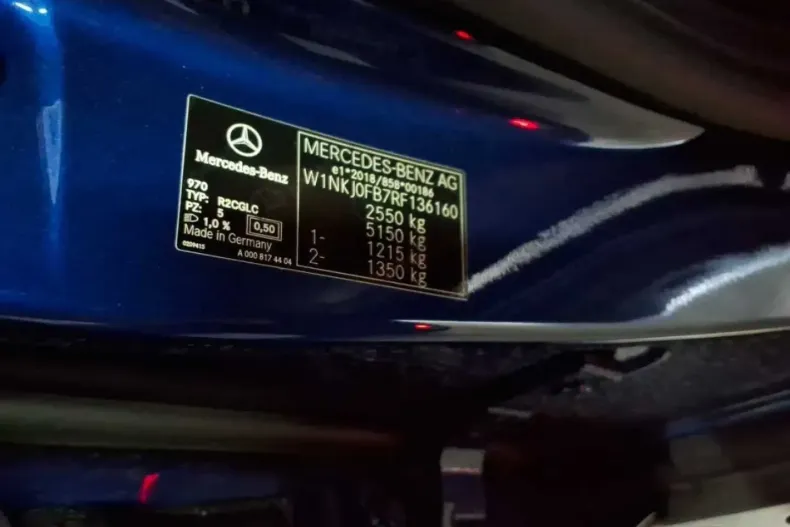 Mercedes-Benz
970
TYP: R2CGLC
PZ: 5
1,0 % 0,50
Made in Germany
A 000 817 44 04
MERCEDES-BENZ AG
e1*2018/858*00186
W1NKJ0FB7RF136160
2550 kg
5150 kg
1- 1215 kg
2- 1350 kg